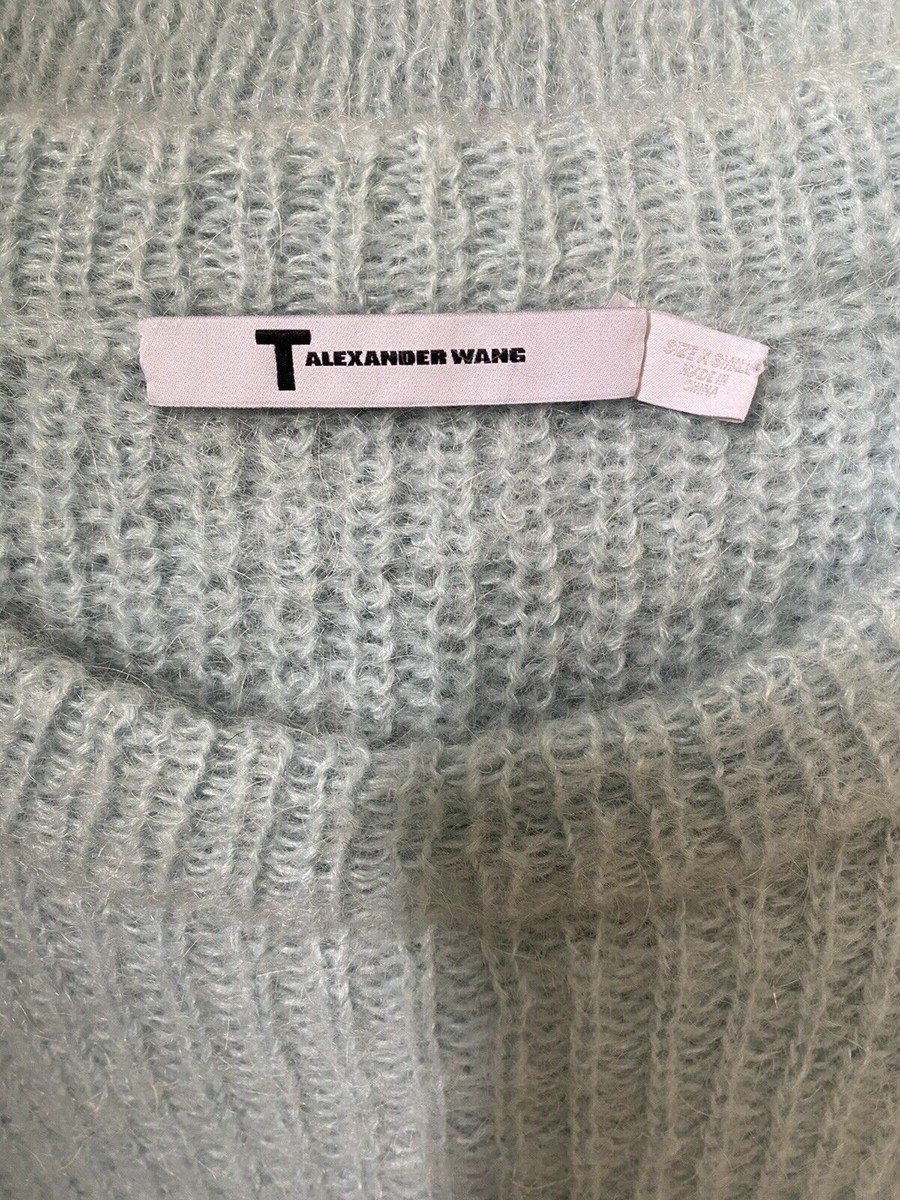 T ALEXANDER WANG
SIZE X SMALL
MADE IN
CHINA